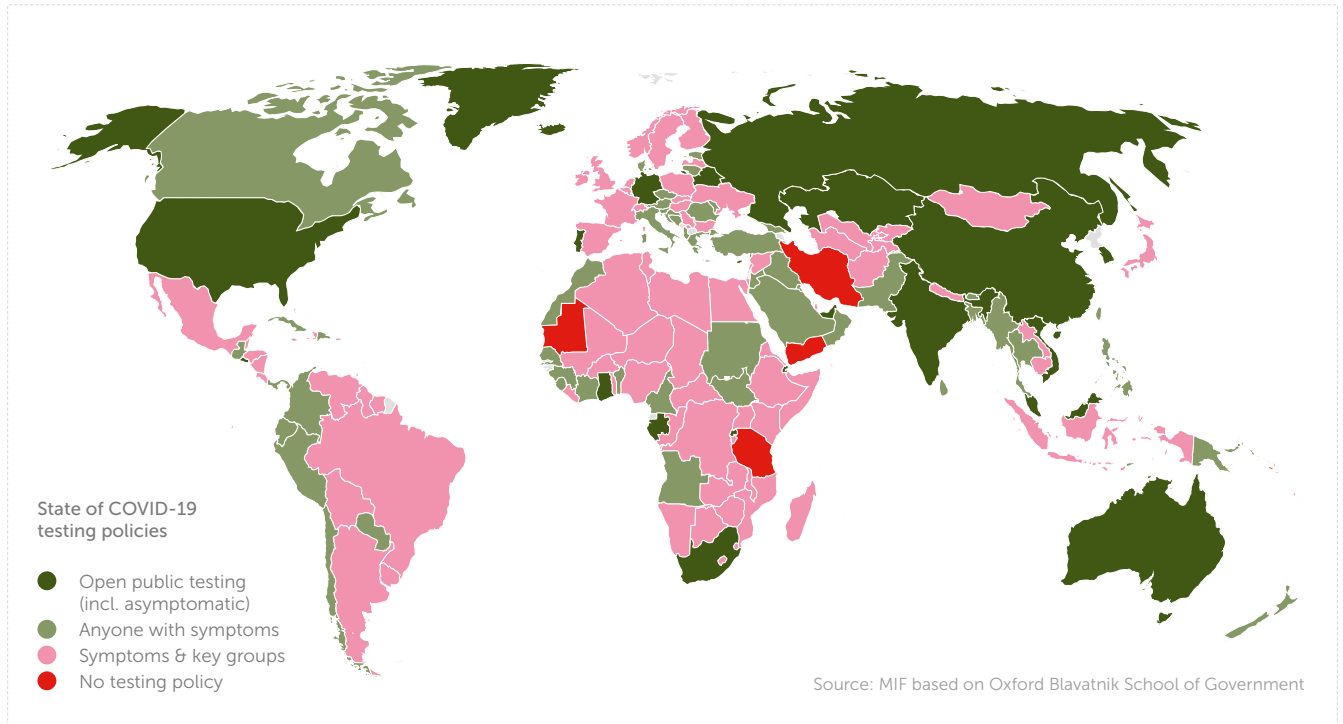 State of COVID-19
testing policies
Open public testing
(incl. asymptomatic)
Anyone with symptoms
Symptoms & key groups
No testing policy
Source: MIF based on Oxford Blavatnik School of Government